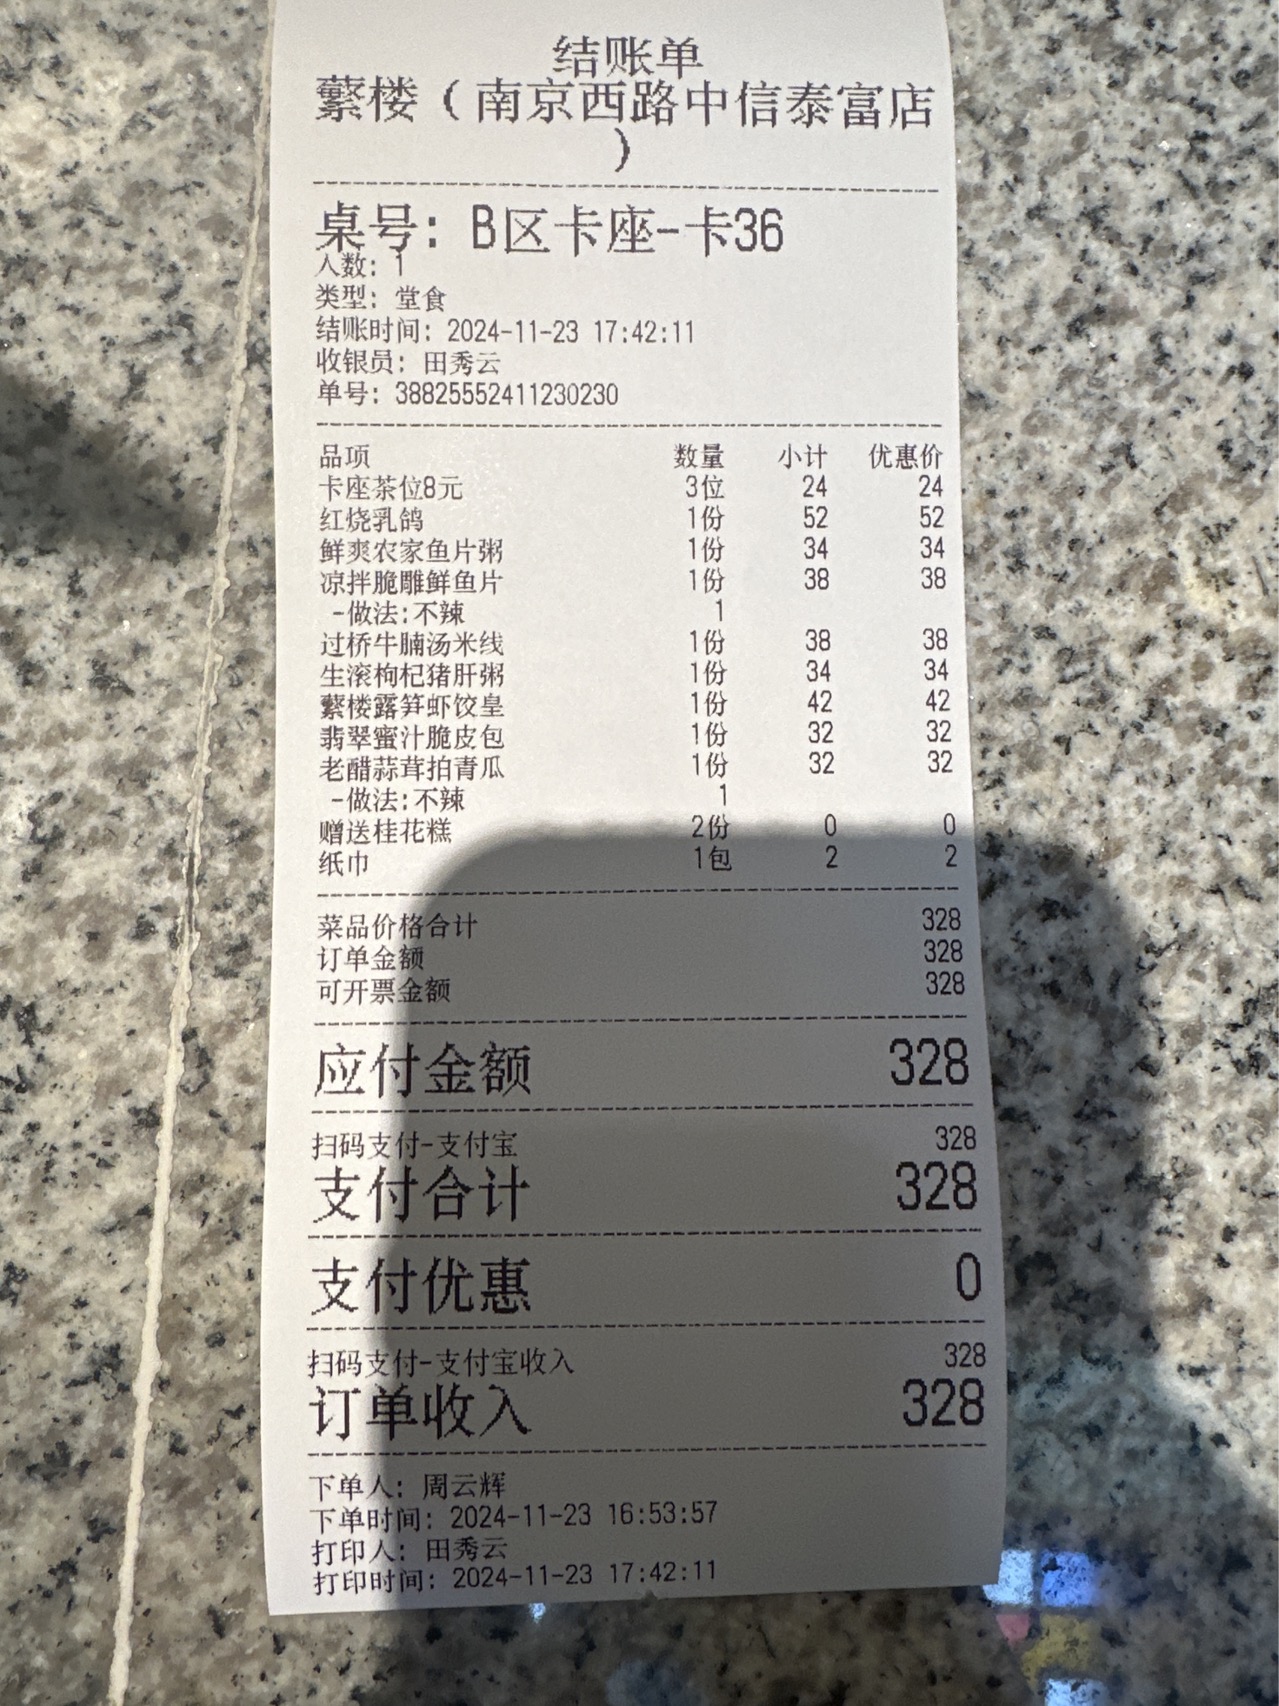 结账单
蘩楼（南京西路中信泰富店
）
桌号：B区卡座-卡36
人数：1
类型：堂食
结账时间：2024-11-23 17:42:11
收银员：田秀云
单号：38825552411230230
品项 数量 小计 优惠价
卡座茶位8元 3位 24 24
红烧乳鸽 1份 52 52
鲜爽农家鱼片粥 1份 34 34
凉拌脆雕鲜鱼片 1份 38 38
-做法:不辣 1
过桥牛腩汤米线 1份 38 38
生滚枸杞猪肝粥 1份 34 34
蘩楼露笋虾饺皇 1份 42 42
翡翠蜜汁脆皮包 1份 32 32
老醋蒜茸拍青瓜 1份 32 32
-做法:不辣 1
赠送桂花糕 2份 0 0
纸巾 1包 2 2
菜品价格合计 328
订单金额 328
可开票金额 328
应付金额 328
扫码支付-支付宝 328
支付合计 328
支付优惠 0
扫码支付-支付宝收入 328
订单收入 328
下单人：周云辉
下单时间：2024-11-23 16:53:57
打印人：田秀云
打印时间：2024-11-23 17:42:11